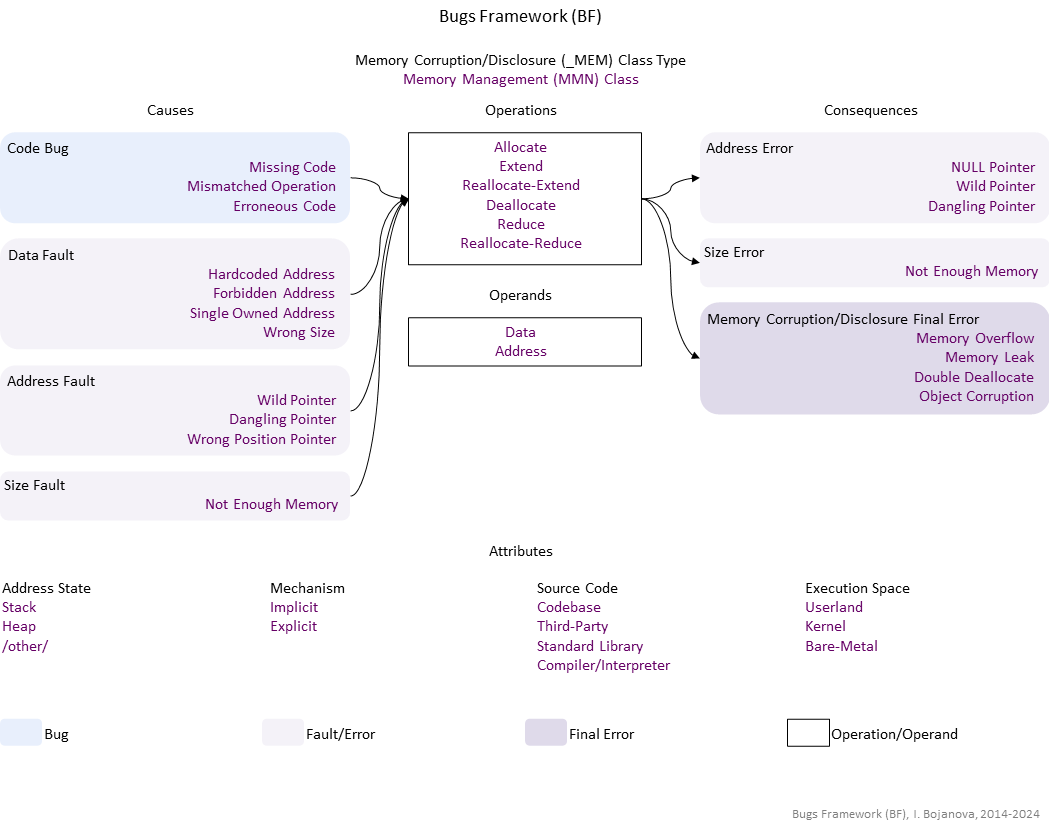 Bugs Framework (BF)
Memory Corruption/Disclosure (_MEM) Class Type
Memory Management (MMN) Class
Causes
Code Bug
Missing Code
Mismatched Operation
Erroneous Code
Data Fault
Hardcoded Address
Forbidden Address
Single Owned Address
Wrong Size
Address Fault
Wild Pointer
Dangling Pointer
Wrong Position Pointer
Size Fault
Not Enough Memory
Operations
Allocate
Extend
Reallocate-Extend
Deallocate
Reduce
Reallocate-Reduce
Operands
Data
Address
Consequences
Address Error
NULL Pointer
Wild Pointer
Dangling Pointer
Size Error
Not Enough Memory
Memory Corruption/Disclosure Final Error
Memory Overflow
Memory Leak
Double Deallocate
Object Corruption
Attributes
Address State
Stack
Heap
/other/
Mechanism
Implicit
Explicit
Source Code
Codebase
Third-Party
Standard Library
Compiler/Interpreter
Execution Space
Userland
Kernel
Bare-Metal
Bug
Fault/Error
Final Error
Operation/Operand
Bugs Framework (BF), I. Bojanova, 2014-2024